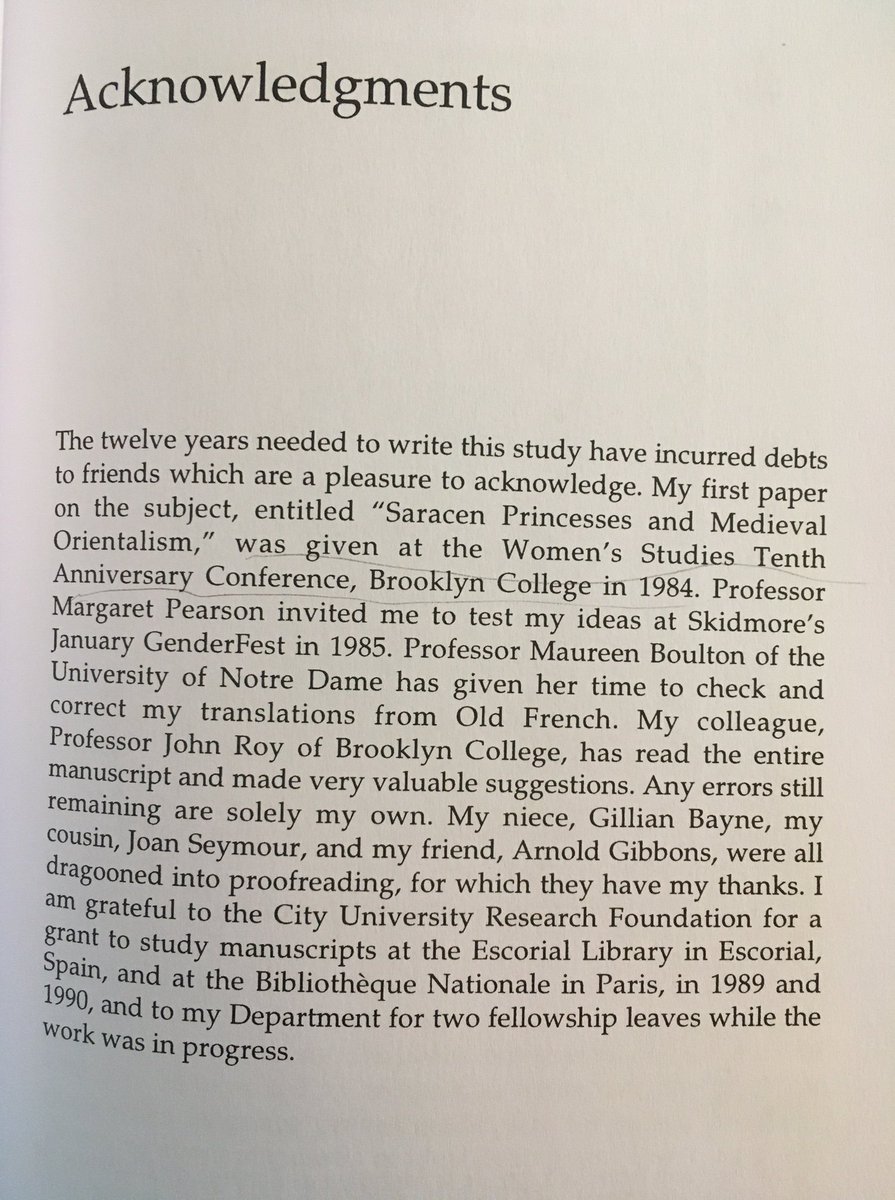 Acknowledgments
The twelve years needed to write this study have incurred debts
to friends which are a pleasure to acknowledge. My first paper
on the subject, entitled “Saracen Princesses and Medieval
Orientalism,” was given at the Women’s Studies Tenth
Anniversary Conference, Brooklyn College in 1984. Professor
Margaret Pearson invited me to test my ideas at Skidmore’s
January GenderFest in 1985. Professor Maureen Boulton of the
University of Notre Dame has given her time to check and
correct my translations from Old French. My colleague,
Professor John Roy of Brooklyn College, has read the entire
manuscript and made very valuable suggestions. Any errors still
remaining are solely my own. My niece, Gillian Bayne, my
cousin, Joan Seymour, and my friend, Arnold Gibbons, were all
dragooned into proofreading, for which they have my thanks. I
am grateful to the City University Research Foundation for a
grant to study manuscripts at the Escorial Library in Escorial,
Spain, and at the Bibliothèque Nationale in Paris, in 1989 and
1990, and to my Department for two fellowship leaves while the
work was in progress.